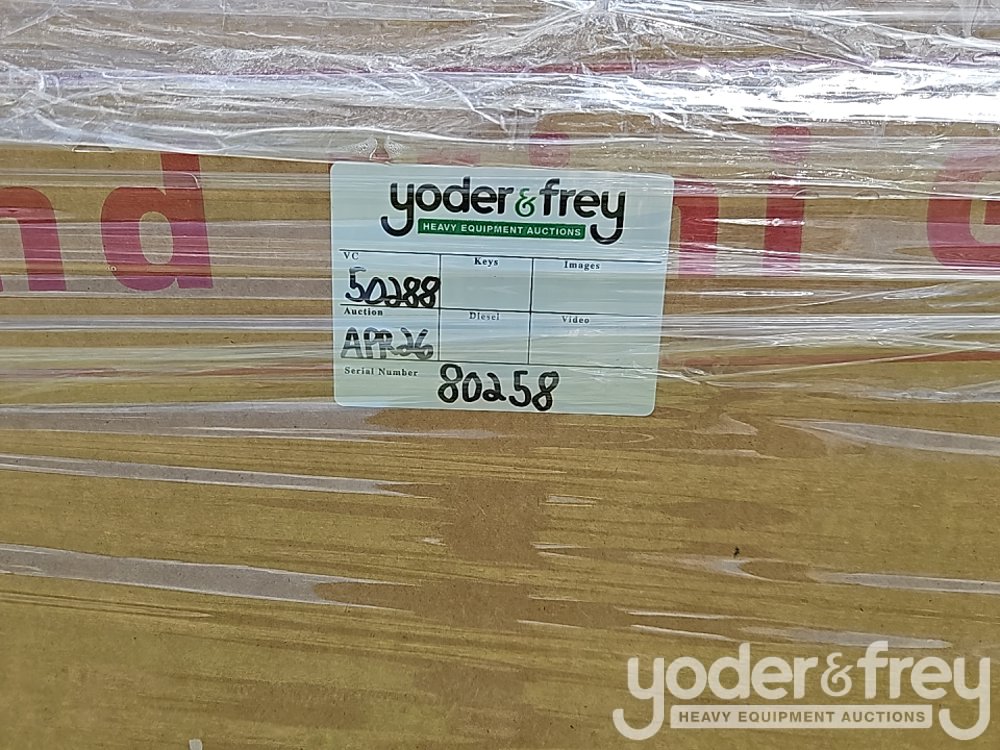 nd
yoder & frey
HEAVY EQUIPMENT AUCTIONS
VC Keys Images
50288
Auction Diesel Video
APR26
Serial Number 80258
yoder & frey
HEAVY EQUIPMENT AUCTIONS